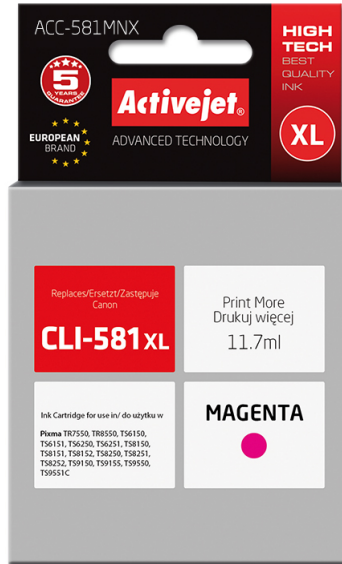 ACC-581MNX
HIGH
TECH
BEST
QUALITY
INK
5
YEARS
GUARANTEE
Activejet®
EUROPEAN
BRAND
ADVANCED TECHNOLOGY
XL
Replaces/Ersetzt/Zastępuje
Canon
CLI-581 XL
Print More
Drukuj więcej
11.7ml
Ink Cartridge for use in/ do użytku w
Pixma TR7550, TR8550, TS6150,
TS6151, TS6250, TS6251, TS8150,
TS8151, TS8152, TS8250, TS8251,
TS8252, TS9150, TS9155, TS9550,
TS9551C
MAGENTA